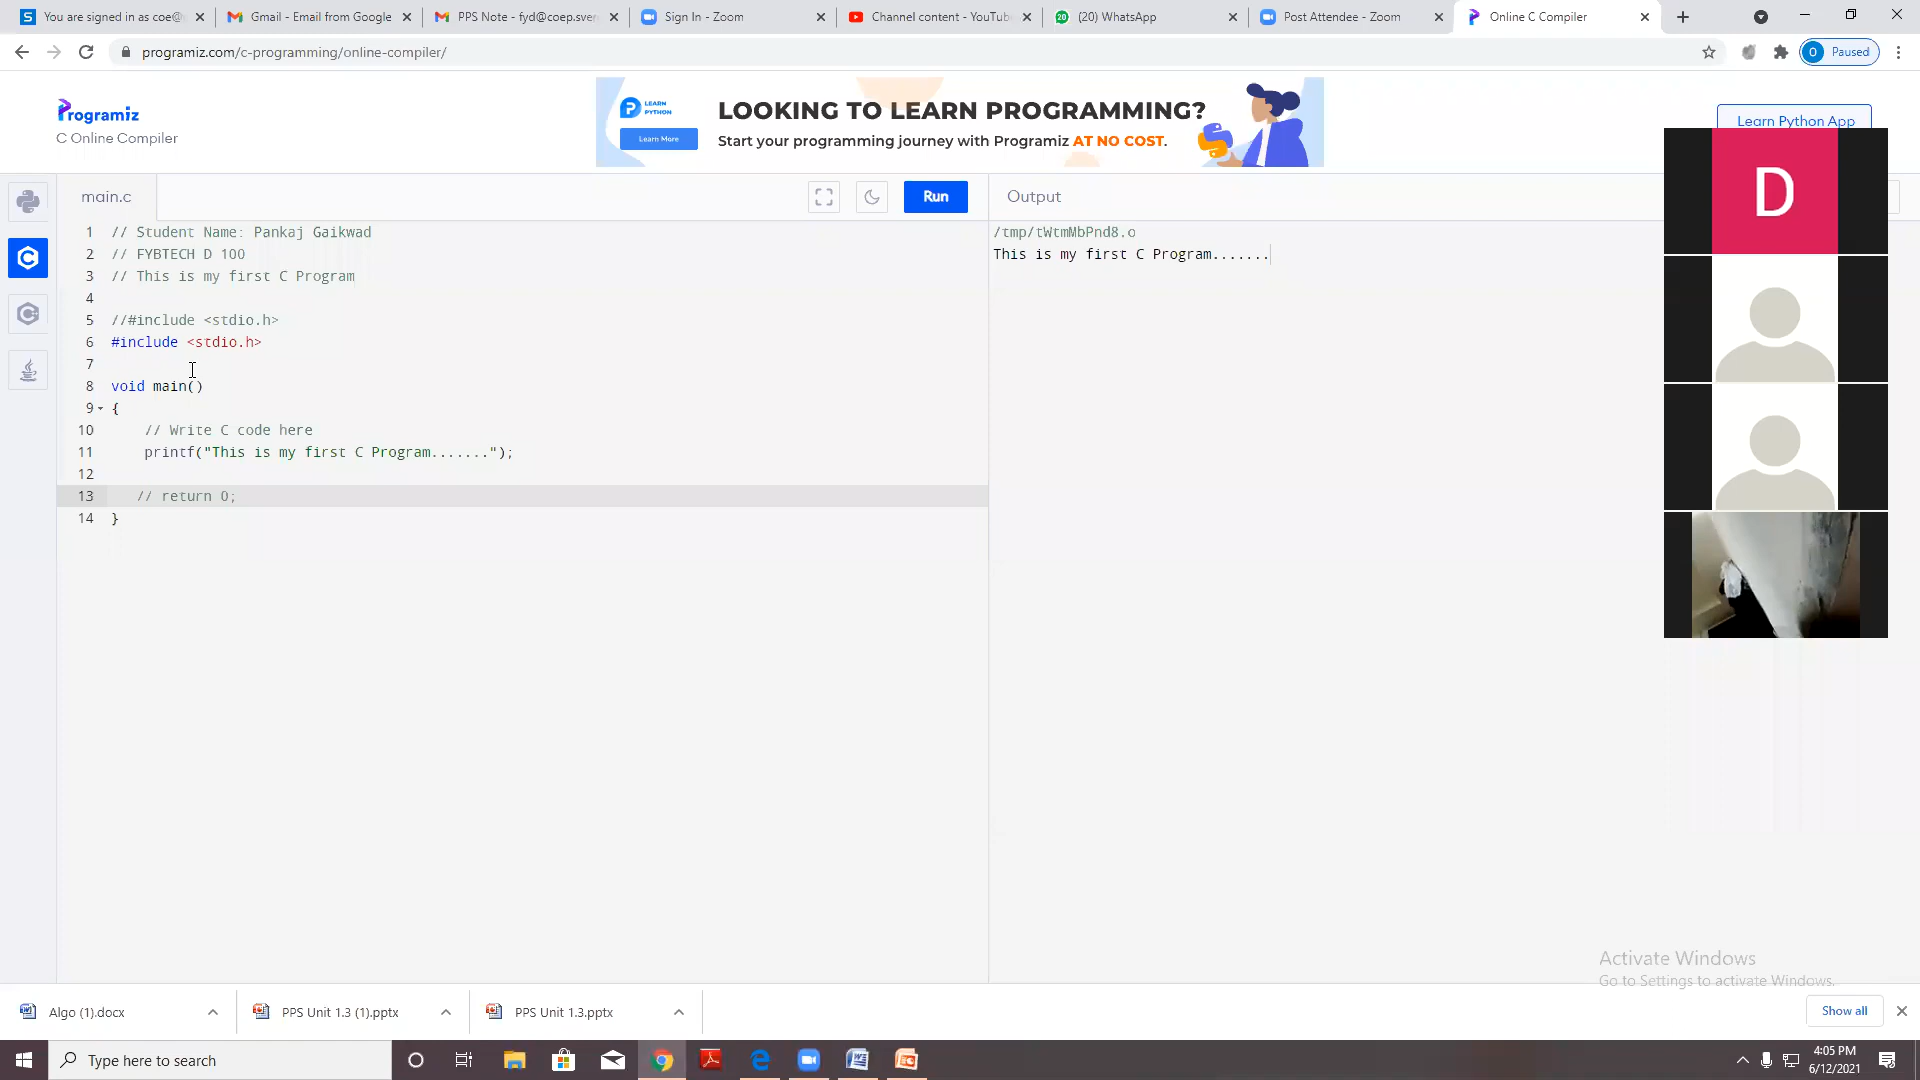 You are signed in as coe@
Gmail - Email from Google
PPS Note - fyd@coep.sver
Sign In - Zoom
Channel content - YouTube
20
(20) WhatsApp
Post Attendee - Zoom
Online C Compiler
programiz.com/c-programming/online-compiler/
O Paused
Programiz
C Online Compiler
LEARN PYTHON
Learn More
LOOKING TO LEARN PROGRAMMING?
Start your programming journey with Programiz AT NO COST.
Learn Python App
main.c
Run
Output
1 // Student Name: Pankaj Gaikwad
2 // FYBTECH D 100
3 // This is my first C Program
4
5 //#include <stdio.h>
6 #include <stdio.h>
7
8 void main()
9 {
10 // Write C code here
11 printf("This is my first C Program.......");
12
13 // return 0;
14 }
/tmp/tWtmMbPnd8.o
This is my first C Program.......
D
Activate Windows
Go to Settings to activate Windows.
Algo (1).docx
PPS Unit 1.3 (1).pptx
PPS Unit 1.3.pptx
Show all
Type here to search
4:05 PM
6/12/2021